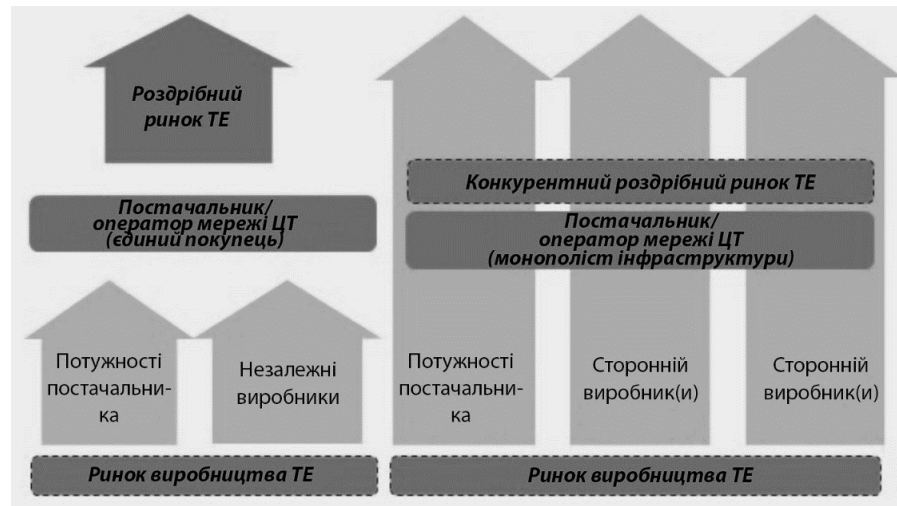 Роздрібний
ринок ТЕ
Постачальник/
оператор мережі ЦТ
(єдиний покупець)
Потужності
постачальни-
ка
Незалежні
виробники
Ринок виробництва ТЕ
Конкурентний роздрібний ринок ТЕ
Постачальник/
оператор мережі ЦТ
(монополіст інфраструктури)
Потужності
постачальни-
ка
Сторонній
виробник(и)
Сторонній
виробник(и)
Ринок виробництва ТЕ